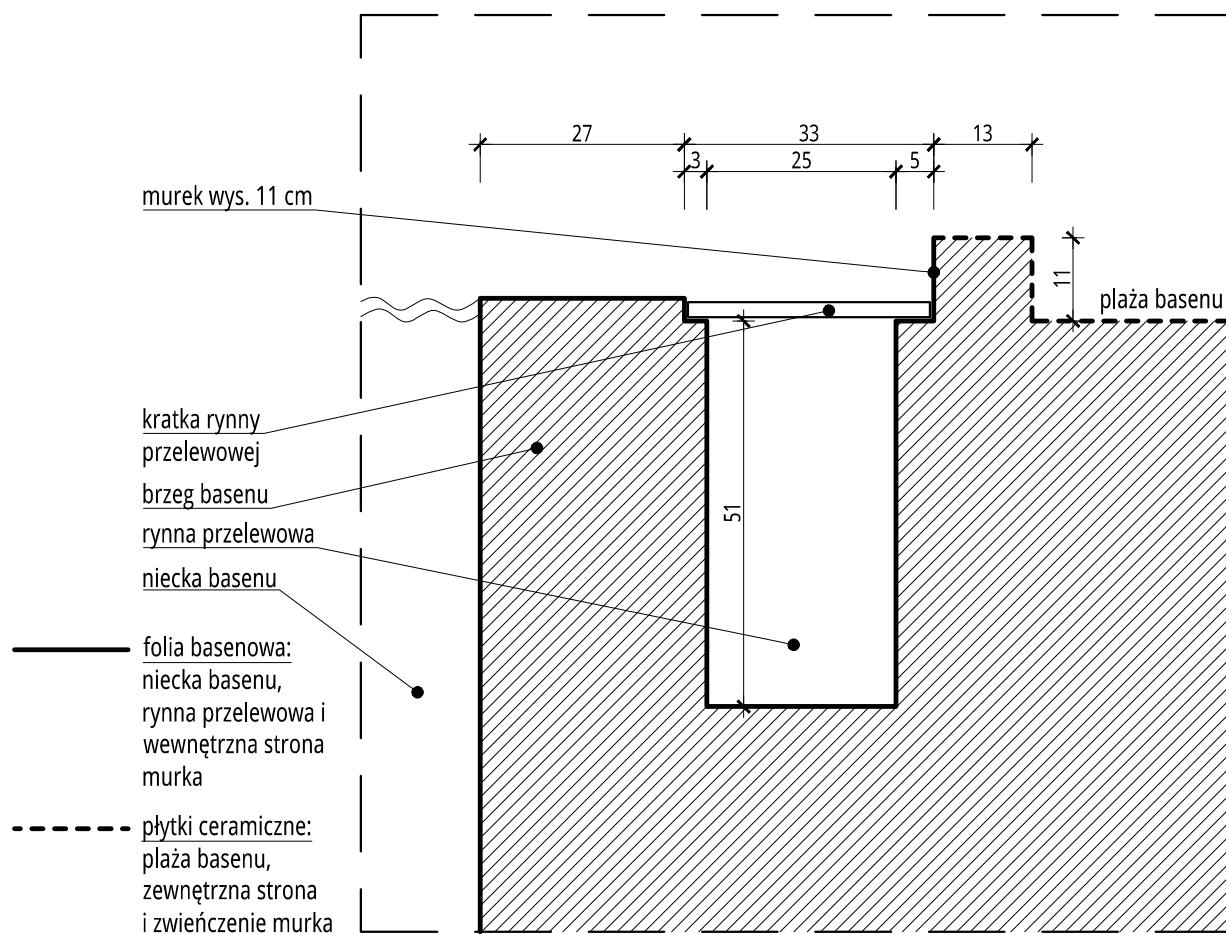 27
33
13
3
25
5
murek wys. 11 cm
11
plaża basenu
kratka rynny
przelewowej
brzeg basenu
51
rynna przelewowa
niecka basenu
folia basenowa:
niecka basenu,
rynna przelewowa i
wewnętrzna strona
murka
płytki ceramiczne:
plaża basenu,
zewnętrzna strona
i zwieńczenie murka